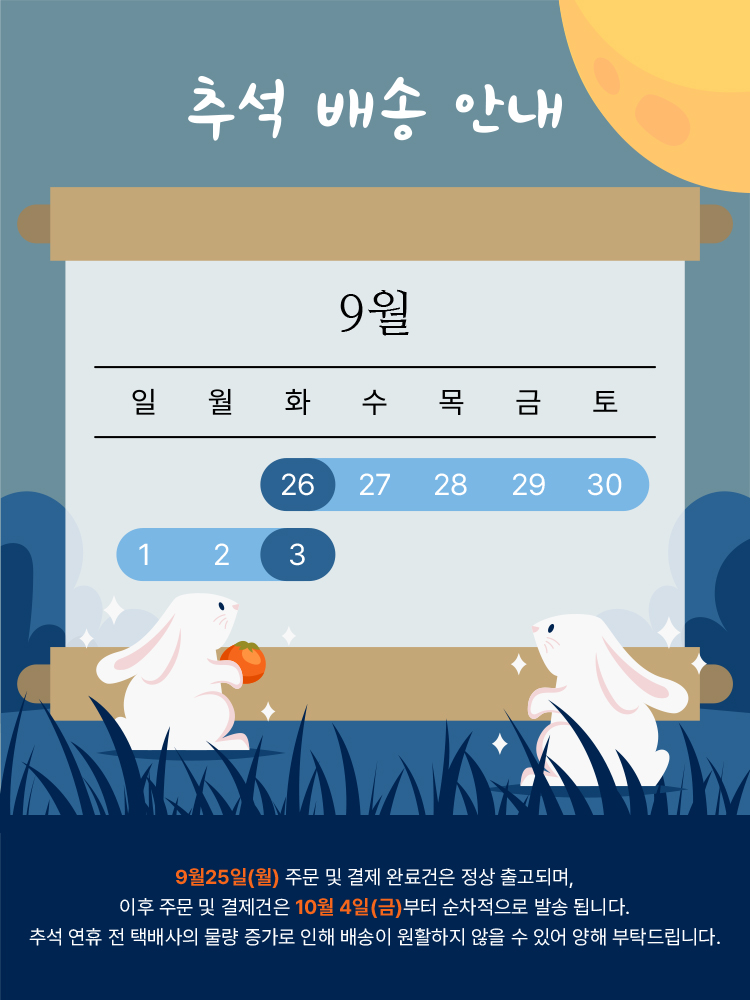 추석 배송 안내
9월
일 월 화 수 목 금 토
26 27 28 29 30
1 2 3
9월25일(월) 주문 및 결제 완료건은 정상 출고되며,
이후 주문 및 결제건은 10월 4일(금)부터 순차적으로 발송 됩니다.
추석 연휴 전 택배사의 물량 증가로 인해 배송이 원활하지 않을 수 있어 양해 부탁드립니다.